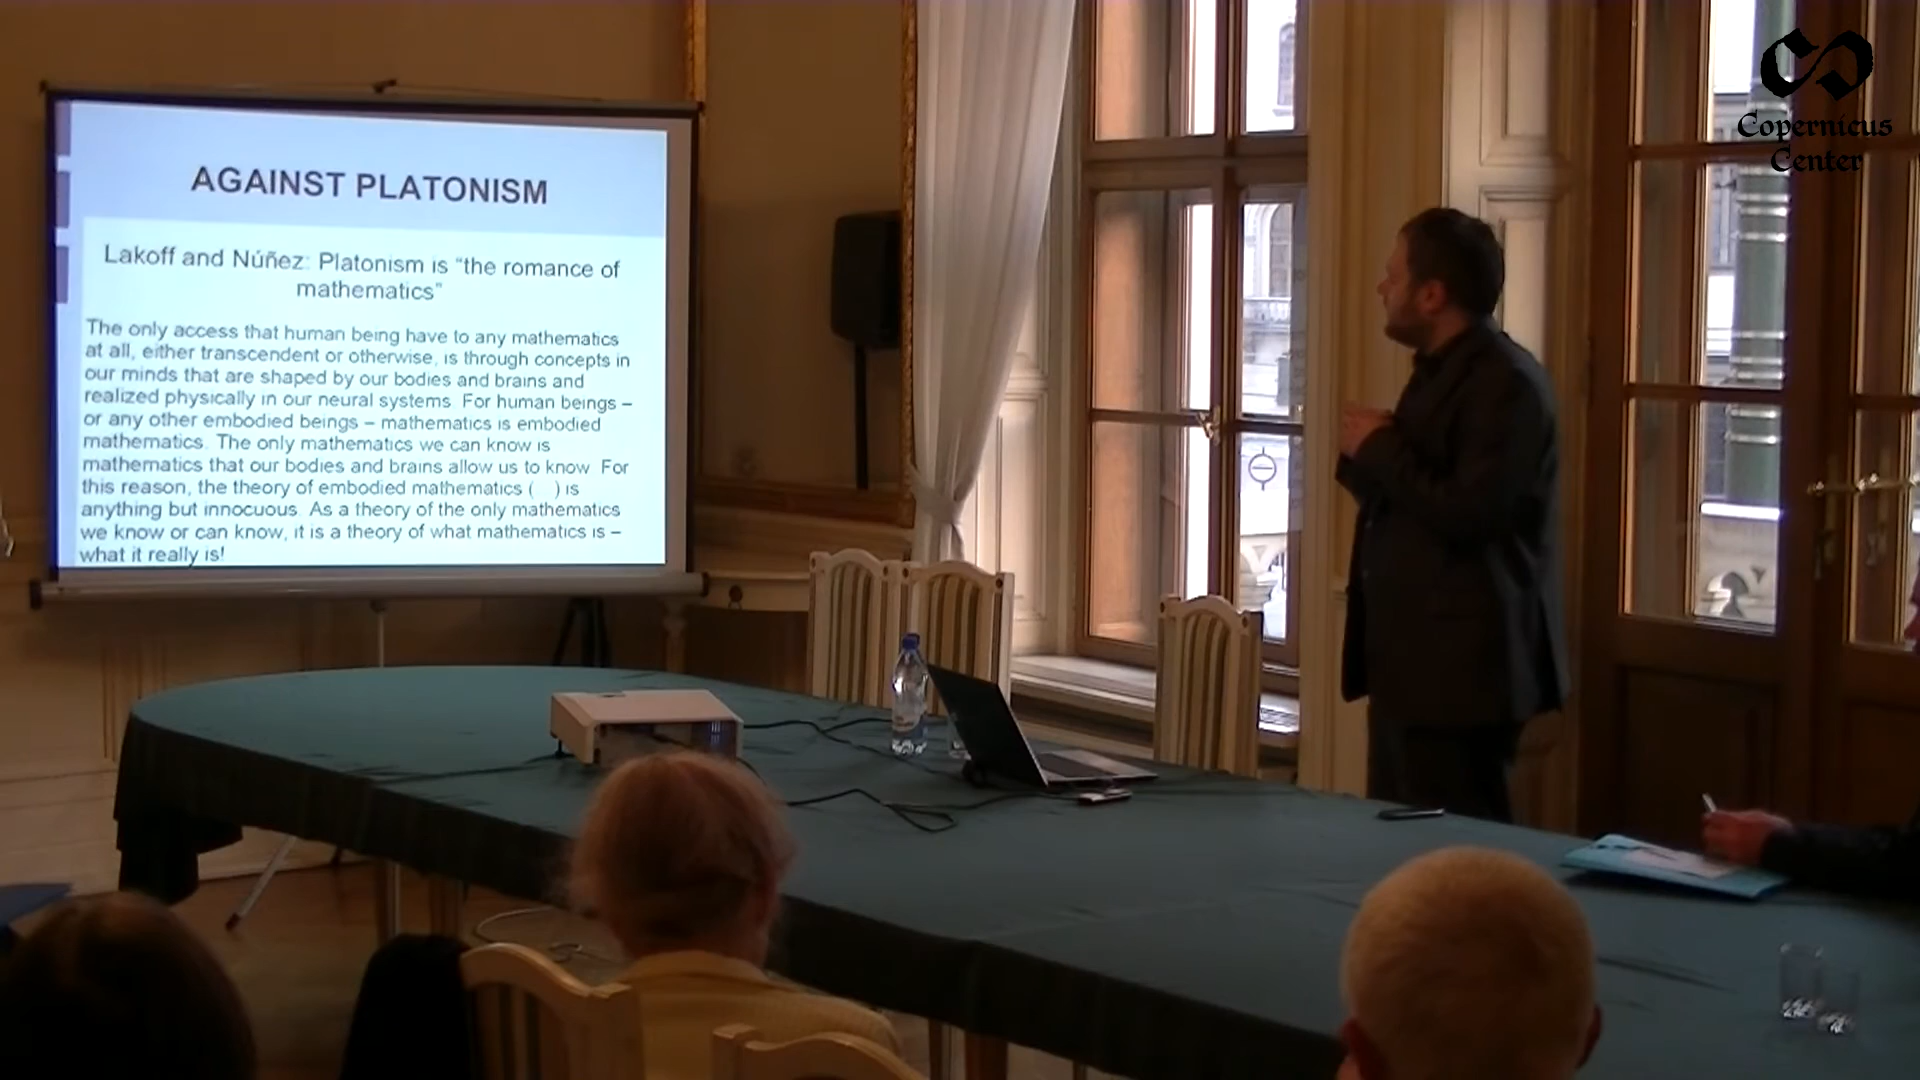 AGAINST PLATONISM
Lakoff and Núñez: Platonism is “the romance of
mathematics”
The only access that human being have to any mathematics
at all, either transcendent or otherwise, is through concepts in
our minds that are shaped by our bodies and brains and
realized physically in our neural systems. For human beings –
or any other embodied beings – mathematics is embodied
mathematics. The only mathematics we can know is
mathematics that our bodies and brains allow us to know. For
this reason, the theory of embodied mathematics ( ) is
anything but innocuous. As a theory of the only mathematics
we know or can know, it is a theory of what mathematics is –
what it really is!
Copernicus
Center